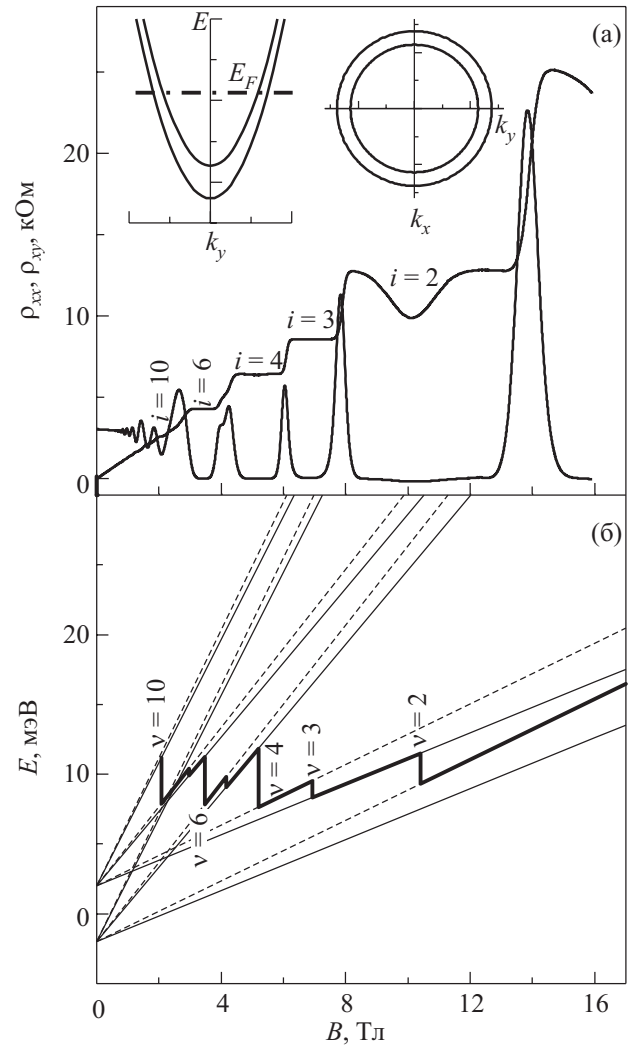 (а)
E
E_F
k_y
k_y
k_x
ρ_xx, ρ_xy, кОм
20
10
0
i = 10
i = 6
i = 4
i = 3
i = 2
(б)
E, мэВ
20
10
0
ν = 10
ν = 6
ν = 4
ν = 3
ν = 2
0
4
8
12
16
B, Тл